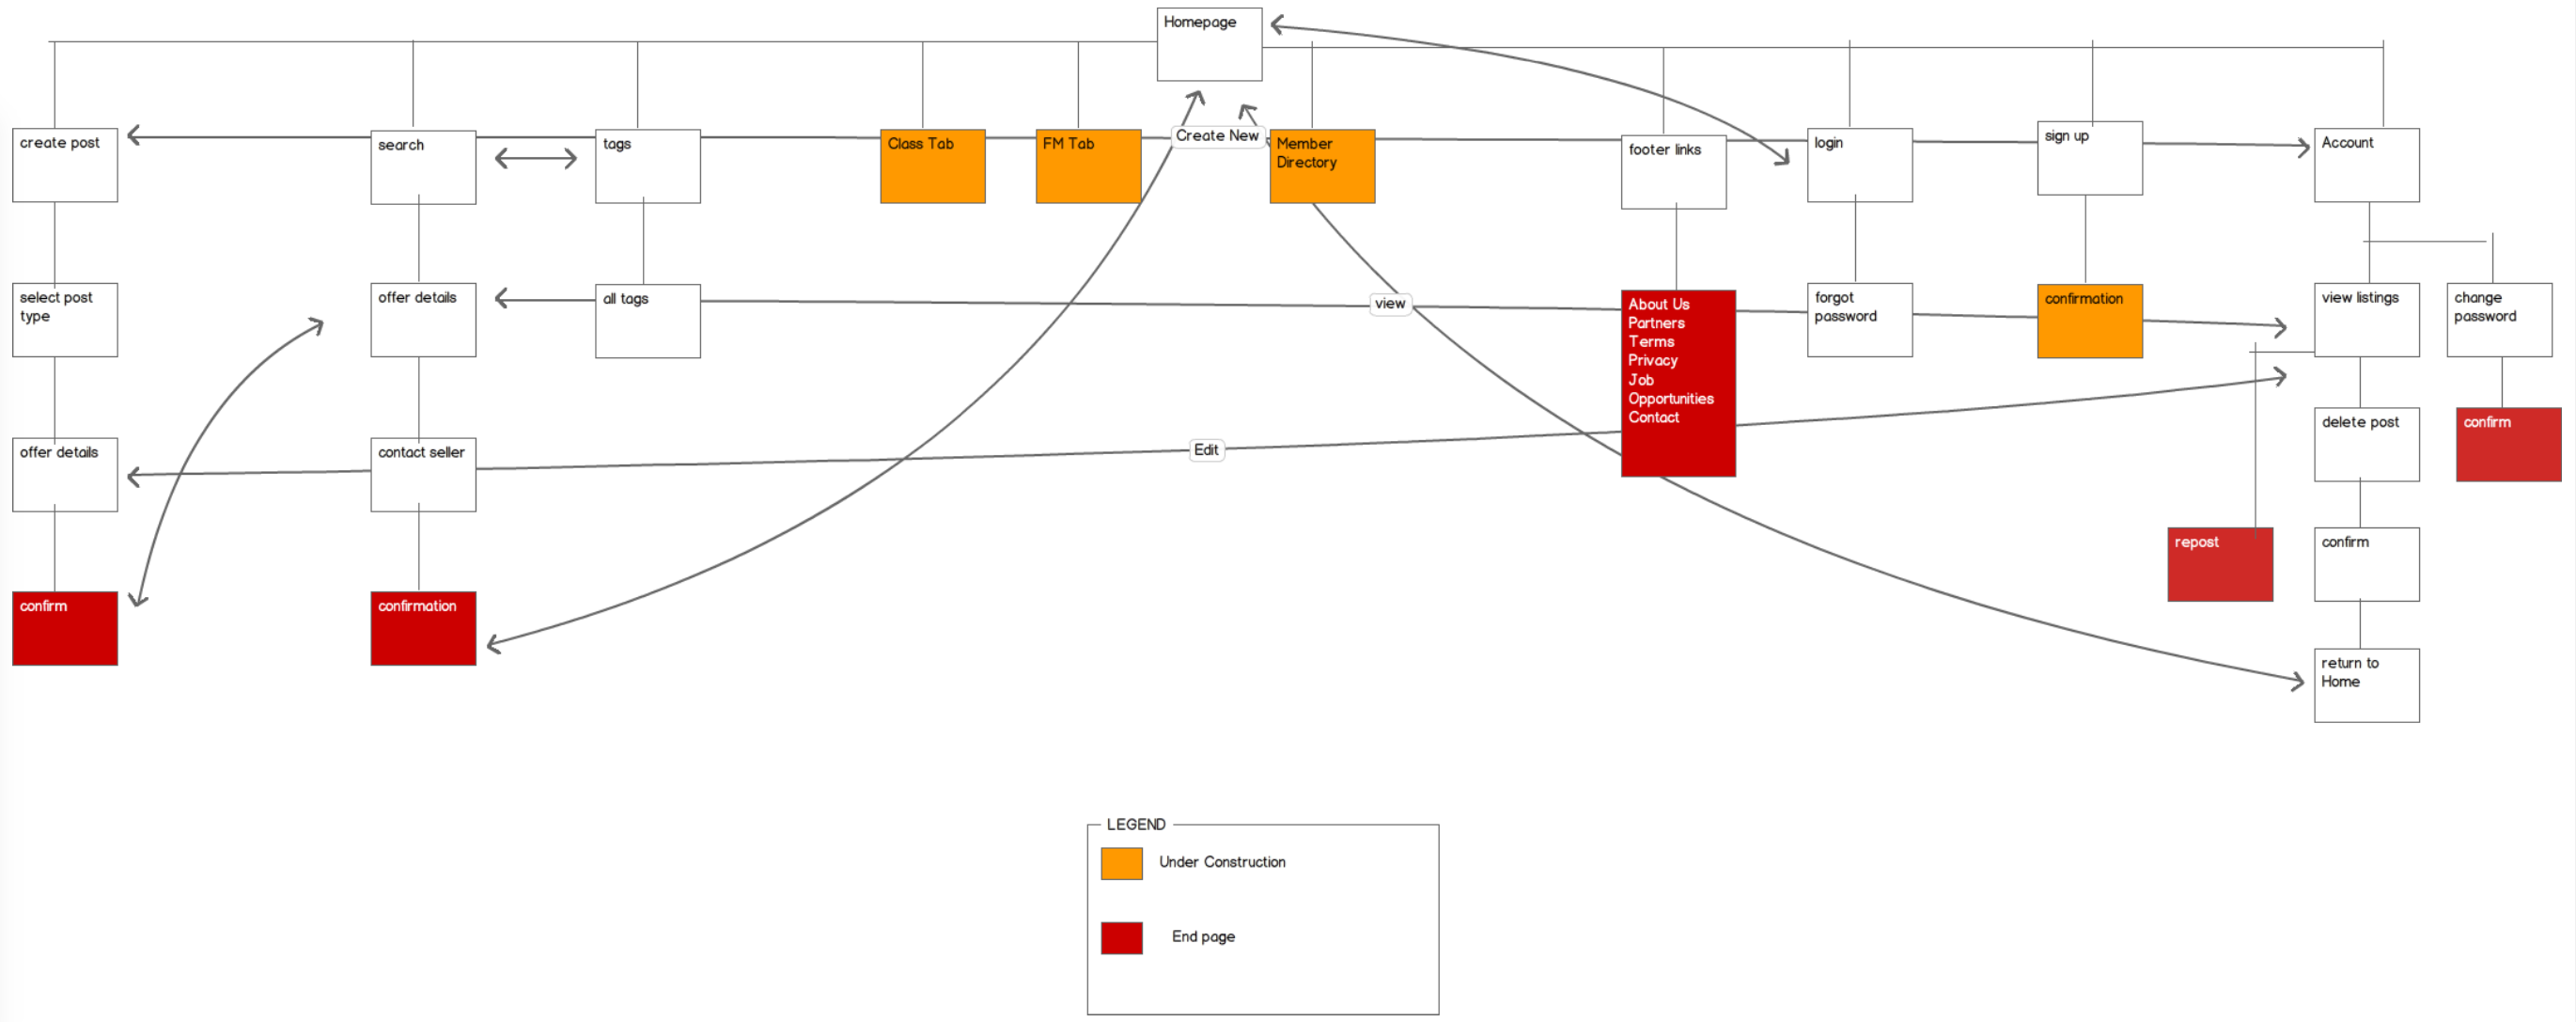 Homepage
create post
search
tags
Class Tab
FM Tab
Create New
Member
Directory
footer links
login
sign up
Account
select post
type
offer details
all tags
view
About Us
Partners
Terms
Privacy
Job
Opportunities
Contact
forgot
password
confirmation
view listings
change
password
offer details
contact seller
Edit
delete post
confirm
repost
confirm
confirm
confirmation
return to
Home
LEGEND
Under Construction
End page